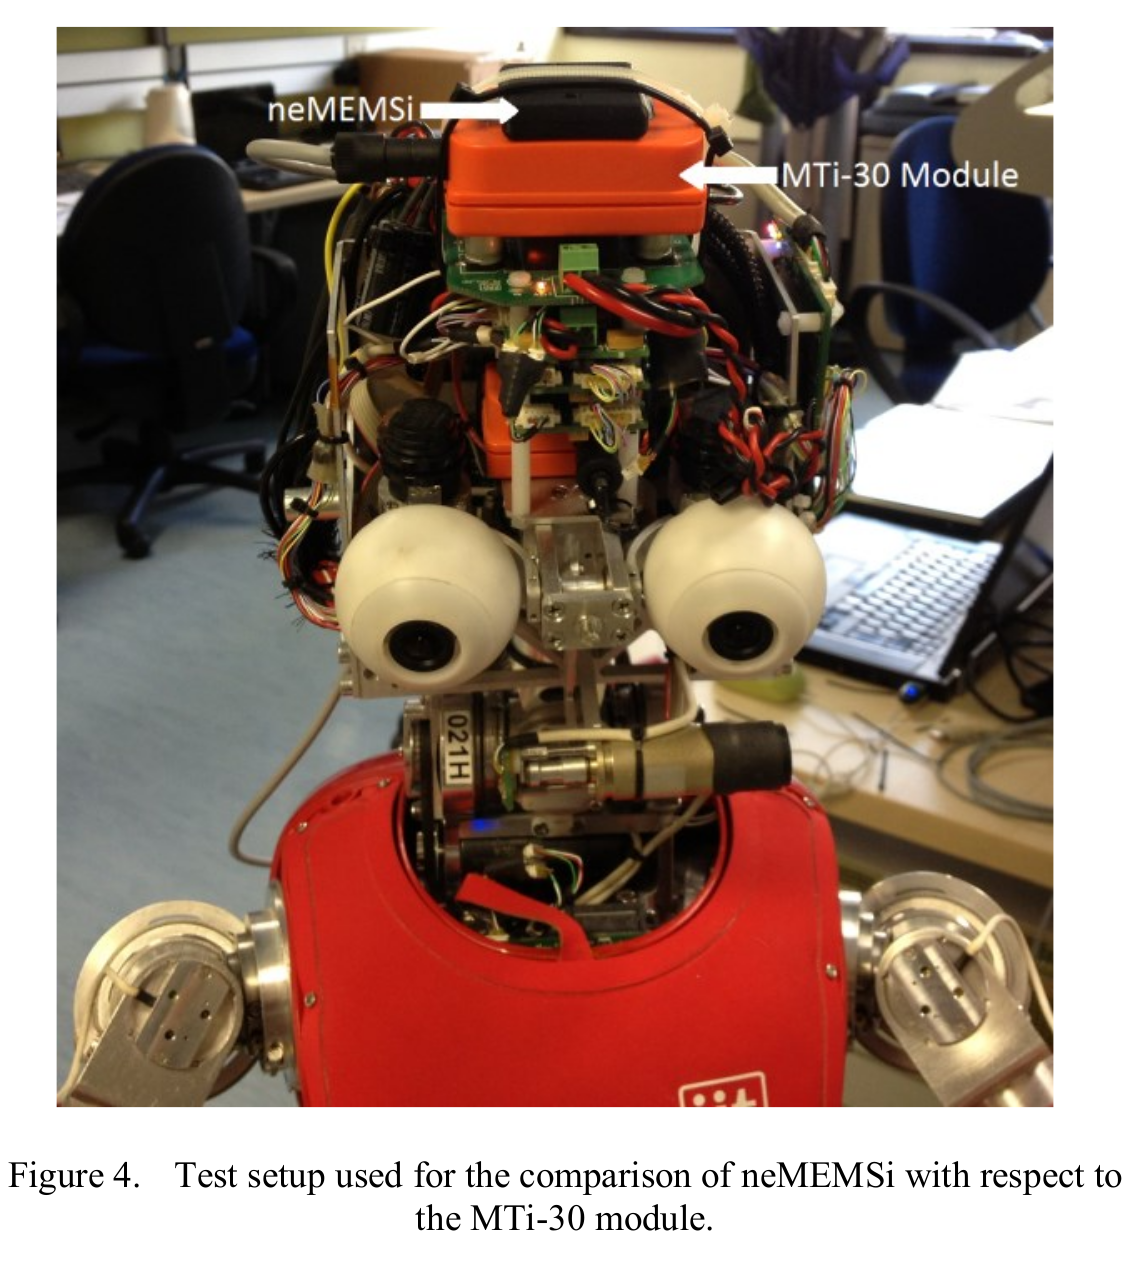 neMEMSi
MTi-30 Module
021H
iit
Figure 4. Test setup used for the comparison of neMEMSi with respect to
the MTi-30 module.